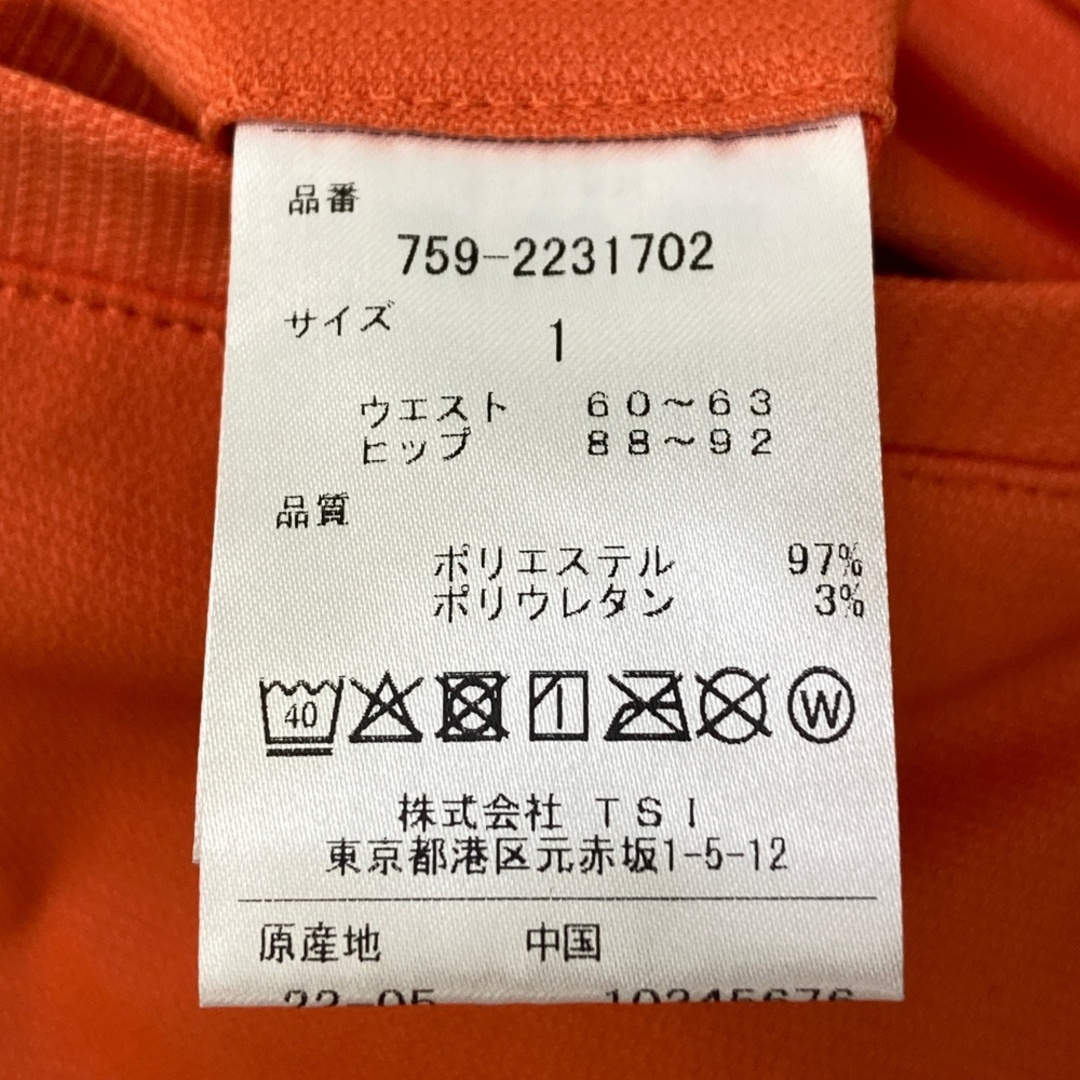 品番
759-2231702
サイズ
1
ウエスト 60～63
ヒップ 88～92
品質
ポリエステル 97%
ポリウレタン 3%
40 W
株式会社 TSI
東京都港区元赤坂1-5-12
原産地 中国
22-05